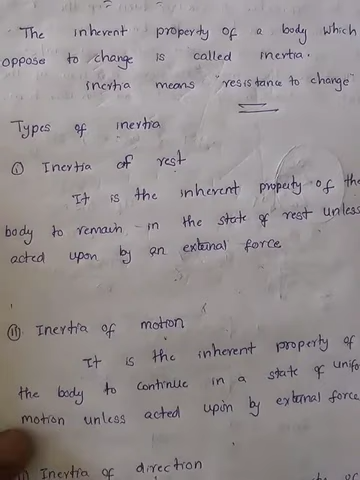 The inherent property of a body which
oppose to change is called inertia.
inertia means "resistance to change"
Types of inertia
(i) Inertia of rest
It is the inherent property of the
body to remain in the state of rest unless
acted upon by an external force
(ii) Inertia of motion
It is the inherent property of
the body to continue in a state of unifo
motion unless acted upon by external force
Inertia of direction